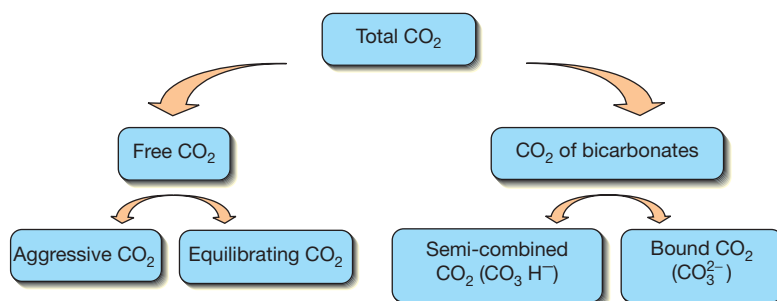 Total CO₂
Free CO₂
CO₂ of bicarbonates
Aggressive CO₂
Equilibrating CO₂
Semi-combined
CO₂ (CO₃ H⁻)
Bound CO₂
(CO₃²⁻)